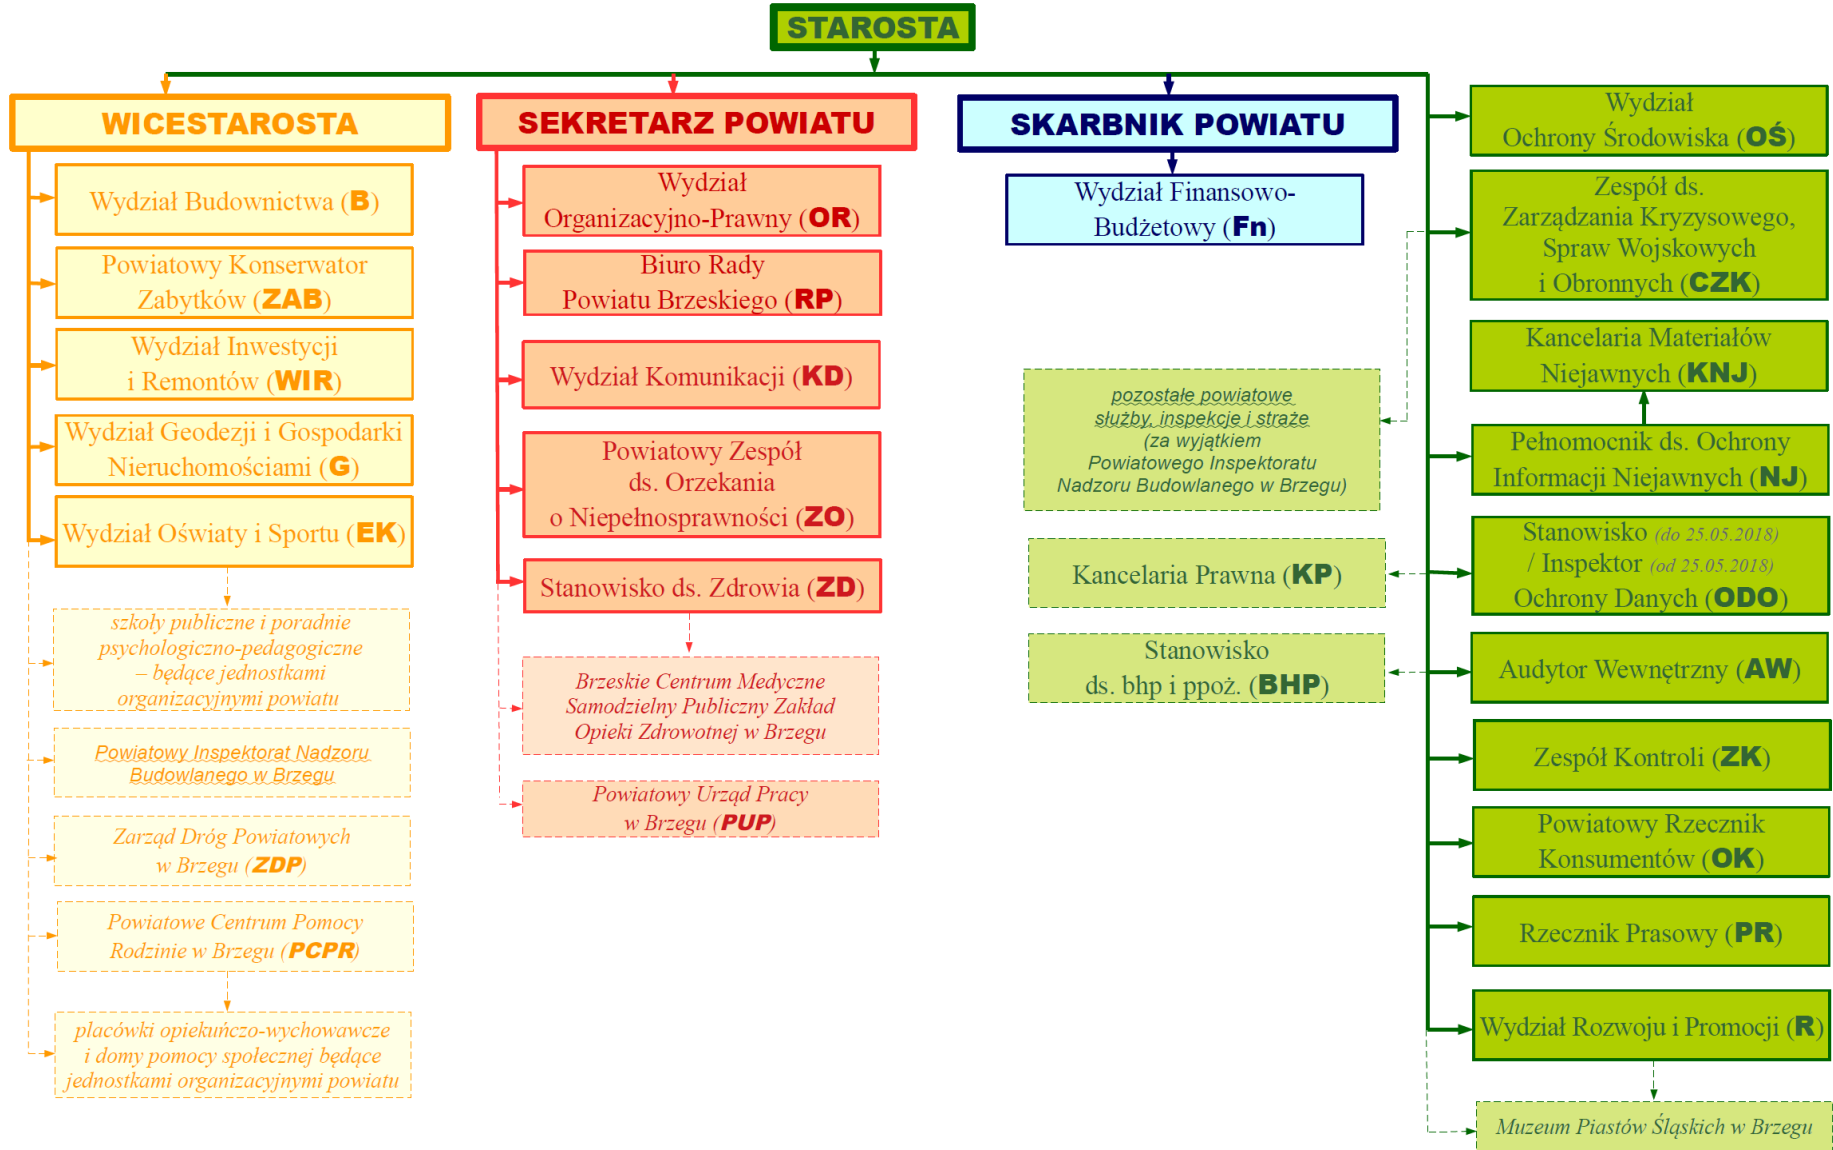 STAROSTA
WICESTAROSTA
Wydział Budownictwa (B)
Powiatowy Konserwator
Zabytków (ZAB)
Wydział Inwestycji
i Remontów (WIR)
Wydział Geodezji i Gospodarki
Nieruchomościami (G)
Wydział Oświaty i Sportu (EK)
szkoły publiczne i poradnie
psychologiczno-pedagogiczne
– będące jednostkami
organizacyjnymi powiatu
Powiatowy Inspektorat Nadzoru
Budowlanego w Brzegu
Zarząd Dróg Powiatowych
w Brzegu (ZDP)
Powiatowe Centrum Pomocy
Rodzinie w Brzegu (PCPR)
placówki opiekuńczo-wychowawcze
i domy pomocy społecznej będące
jednostkami organizacyjnymi powiatu
SEKRETARZ POWIATU
Wydział
Organizacyjno-Prawny (OR)
Biuro Rady
Powiatu Brzeskiego (RP)
Wydział Komunikacji (KD)
Powiatowy Zespół
ds. Orzekania
o Niepełnosprawności (ZO)
Stanowisko ds. Zdrowia (ZD)
Brzeskie Centrum Medyczne
Samodzielny Publiczny Zakład
Opieki Zdrowotnej w Brzegu
Powiatowy Urząd Pracy
w Brzegu (PUP)
SKARBNIK POWIATU
Wydział Finansowo-
Budżetowy (Fn)
pozostałe powiatowe
służby, inspekcje i straże
(za wyjątkiem
Powiatowego Inspektoratu
Nadzoru Budowlanego w Brzegu)
Kancelaria Prawna (KP)
Stanowisko
ds. bhp i ppoż. (BHP)
Wydział
Ochrony Środowiska (OŚ)
Zespół ds.
Zarządzania Kryzysowego,
Spraw Wojskowych
i Obronnych (CZK)
Kancelaria Materiałów
Niejawnych (KNJ)
Pełnomocnik ds. Ochrony
Informacji Niejawnych (NJ)
Stanowisko (do 25.05.2018)
/ Inspektor (od 25.05.2018)
Ochrony Danych (ODO)
Audytor Wewnętrzny (AW)
Zespół Kontroli (ZK)
Powiatowy Rzecznik
Konsumentów (OK)
Rzecznik Prasowy (PR)
Wydział Rozwoju i Promocji (R)
Muzeum Piastów Śląskich w Brzegu